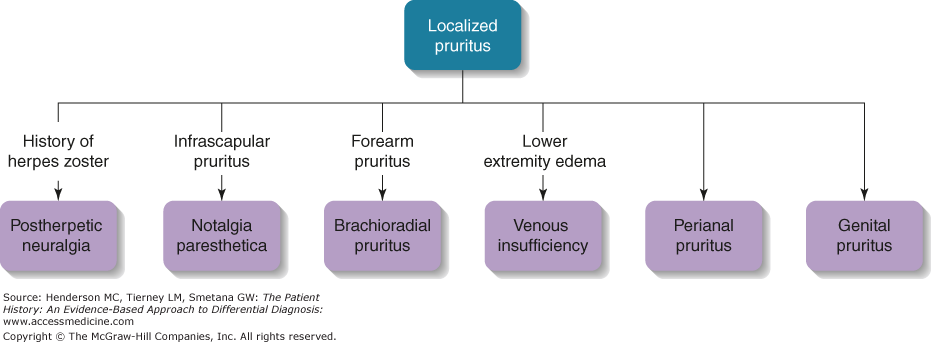 Localized
pruritus
History of
herpes zoster
Infrascapular
pruritus
Forearm
pruritus
Lower
extremity edema
Postherpetic
neuralgia
Notalgia
paresthetica
Brachioradial
pruritus
Venous
insufficiency
Perianal
pruritus
Genital
pruritus
Source: Henderson MC, Tierney LM, Smetana GW: The Patient
History: An Evidence-Based Approach to Differential Diagnosis:
www.accessmedicine.com
Copyright © The McGraw-Hill Companies, Inc. All rights reserved.